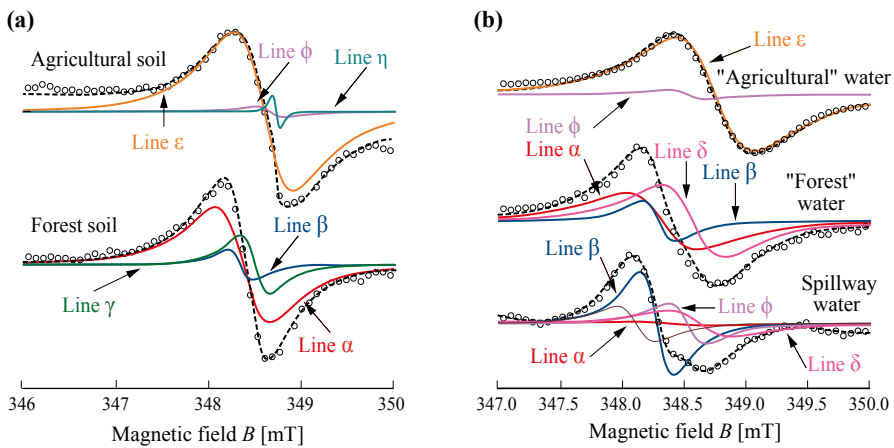 (a)
Agricultural soil
Line ϕ
Line η
Line ε
Forest soil
Line β
Line γ
Line α
346 347 348 349 350
Magnetic field B [mT]
(b)
Line ε
"Agricultural" water
Line ϕ
Line α
Line δ
Line β
"Forest"
water
Line β
Spillway
water
Line ϕ
Line α
Line δ
347.0 347.5 348.0 348.5 349.0 349.5 350.0
Magnetic field B [mT]